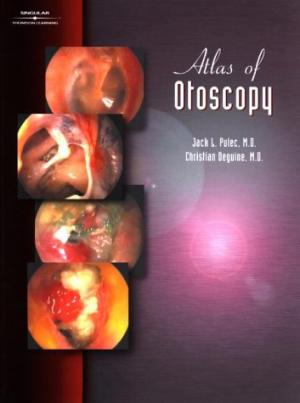 SINGULAR
THOMSON LEARNING
Atlas of
Otoscopy
Jack L. Pulec, M.D.
Christian Deguine, M.D.